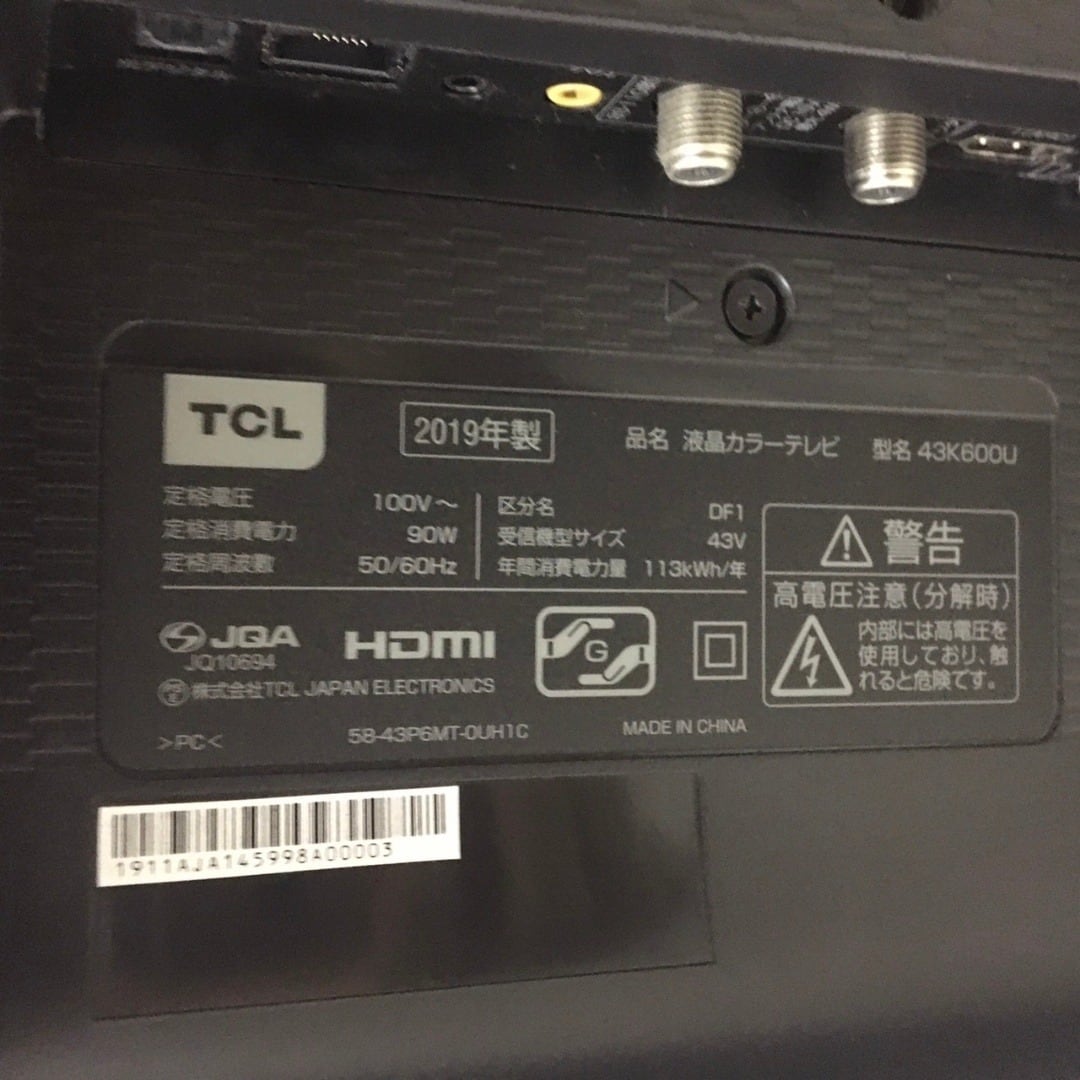 TCL
2019年製
品名 液晶カラーテレビ 型名 43K600U
定格電圧 100V～
定格消費電力 90W
定格周波数 50/60Hz
区分名 DF1
受信機型サイズ 43V
年間消費電力量 113kWh/年
警告
高電圧注意(分解時)
内部には高電圧を
使用しており、触
れると危険です。
JQA
JQ10694
HDMI
G
PS E 株式会社TCL JAPAN ELECTRONICS
>PC<
58-43P6MT-0UH1C
MADE IN CHINA
1911AJA145998A00003